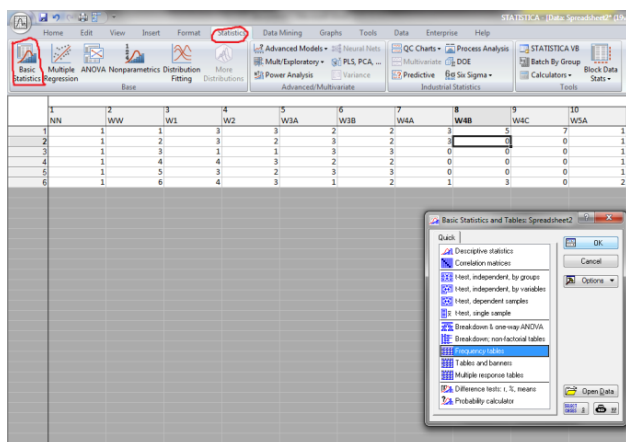 STATISTICA - [Data: Spreadsheet2* (19v
Home Edit View Insert Format Statistics Data Mining Graphs Tools Data Enterprise Help
Basic Statistics Multiple Regression ANOVA Nonparametrics Distribution Fitting More Distributions
Base
Advanced Models Neural Nets
Mult/Exploratory PLS, PCA, ...
Power Analysis Variance
Advanced/Multivariate
QC Charts Process Analysis
Multivariate DOE
Predictive Six Sigma
Industrial Statistics
STATISTICA VB
Batch By Group
Calculators
Block Data Stats
Tools
1 2 3 4 5 6 7 8 9 10
NN WW W1 W2 W3A W3B W4A W4B W4C W5A
1 1 1 3 3 2 2 3 5 7 1
2 1 2 3 2 3 2 3 0 0 1
3 1 3 1 1 3 3 0 0 0 1
4 1 4 4 3 2 2 0 0 0 1
5 1 5 3 2 3 3 0 0 0 1
6 1 6 4 3 1 2 1 3 0 2
Basic Statistics and Tables: Spreadsheet2
Quick
Descriptive statistics
Correlation matrices
t-test, independent, by groups
t-test, independent, by variables
t-test, dependent samples
t-test, single sample
Breakdown & one-way ANOVA
Breakdown; non-factorial tables
Frequency tables
Tables and banners
Multiple response tables
Difference tests: r, %, means
Probability calculator
OK
Cancel
Options
Open Data
SELECT CASES S W